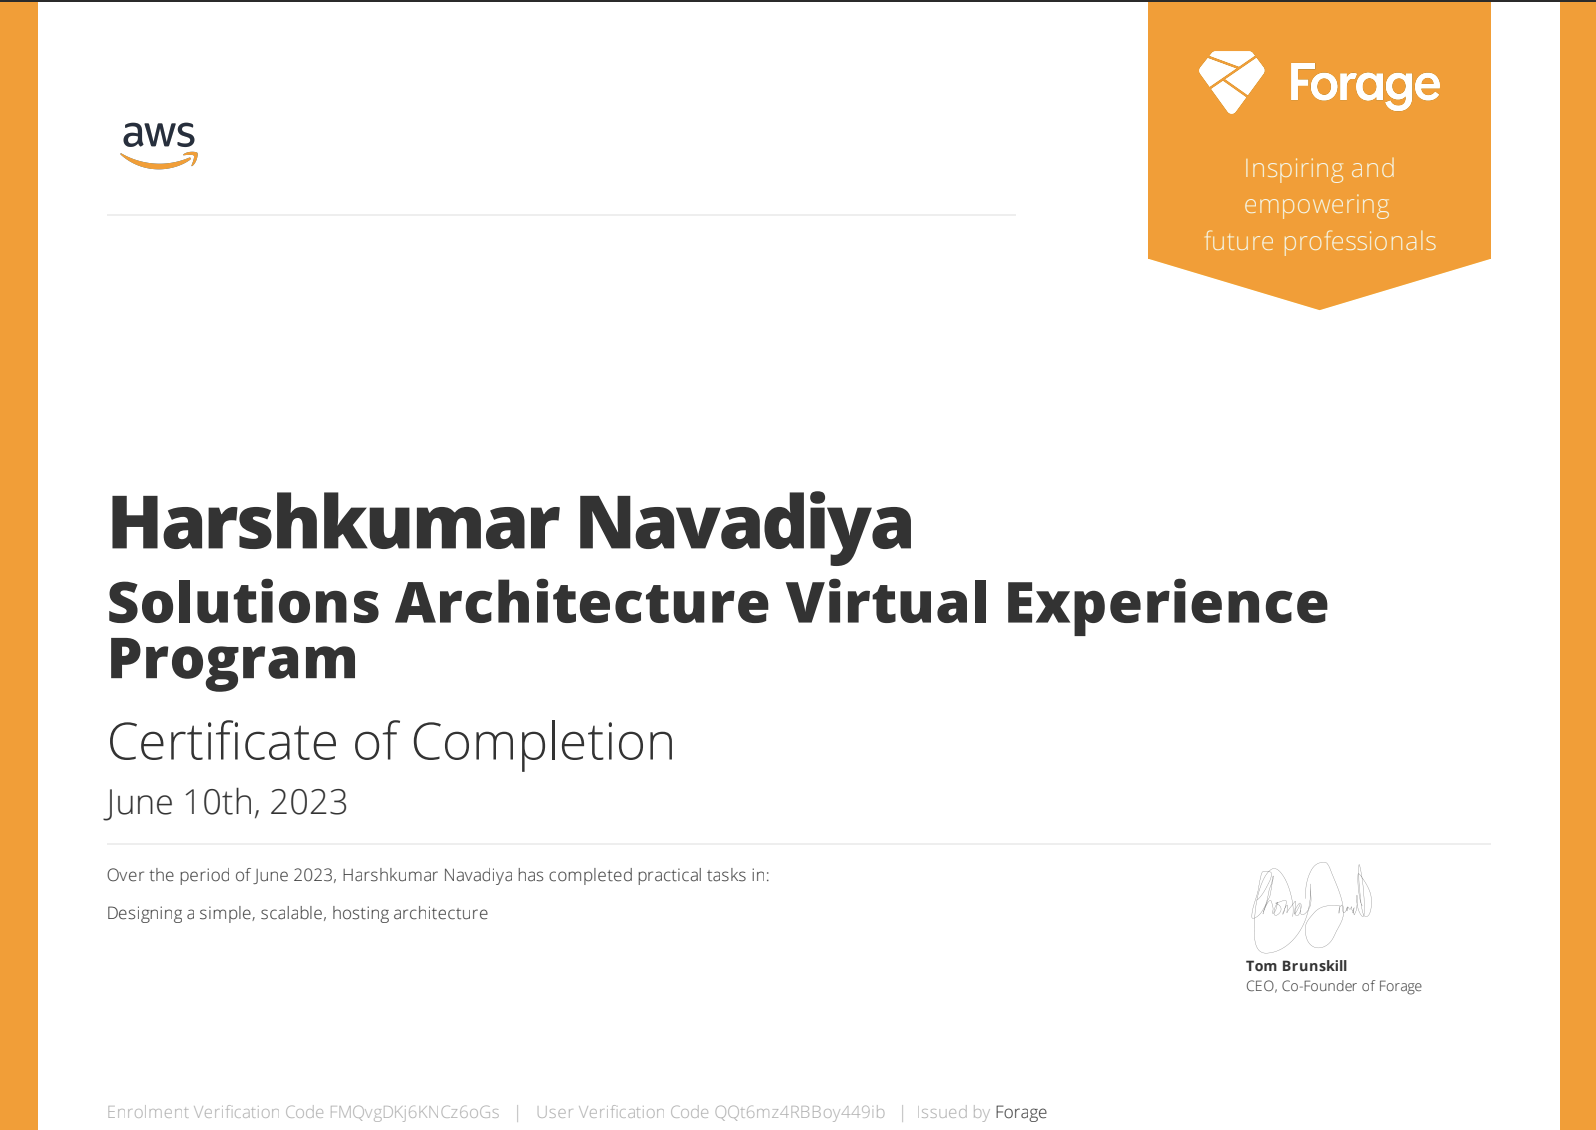 aws
Forage
Inspiring and
empowering
future professionals
Harshkumar Navadiya
Solutions Architecture Virtual Experience
Program
Certificate of Completion
June 10th, 2023
Over the period of June 2023, Harshkumar Navadiya has completed practical tasks in:
Designing a simple, scalable, hosting architecture
Tom Brunskill
CEO, Co-Founder of Forage
Enrolment Verification Code FMQvgDKj6KNCz6oGs | User Verification Code QQt6mz4RBBoy449ib | Issued by Forage